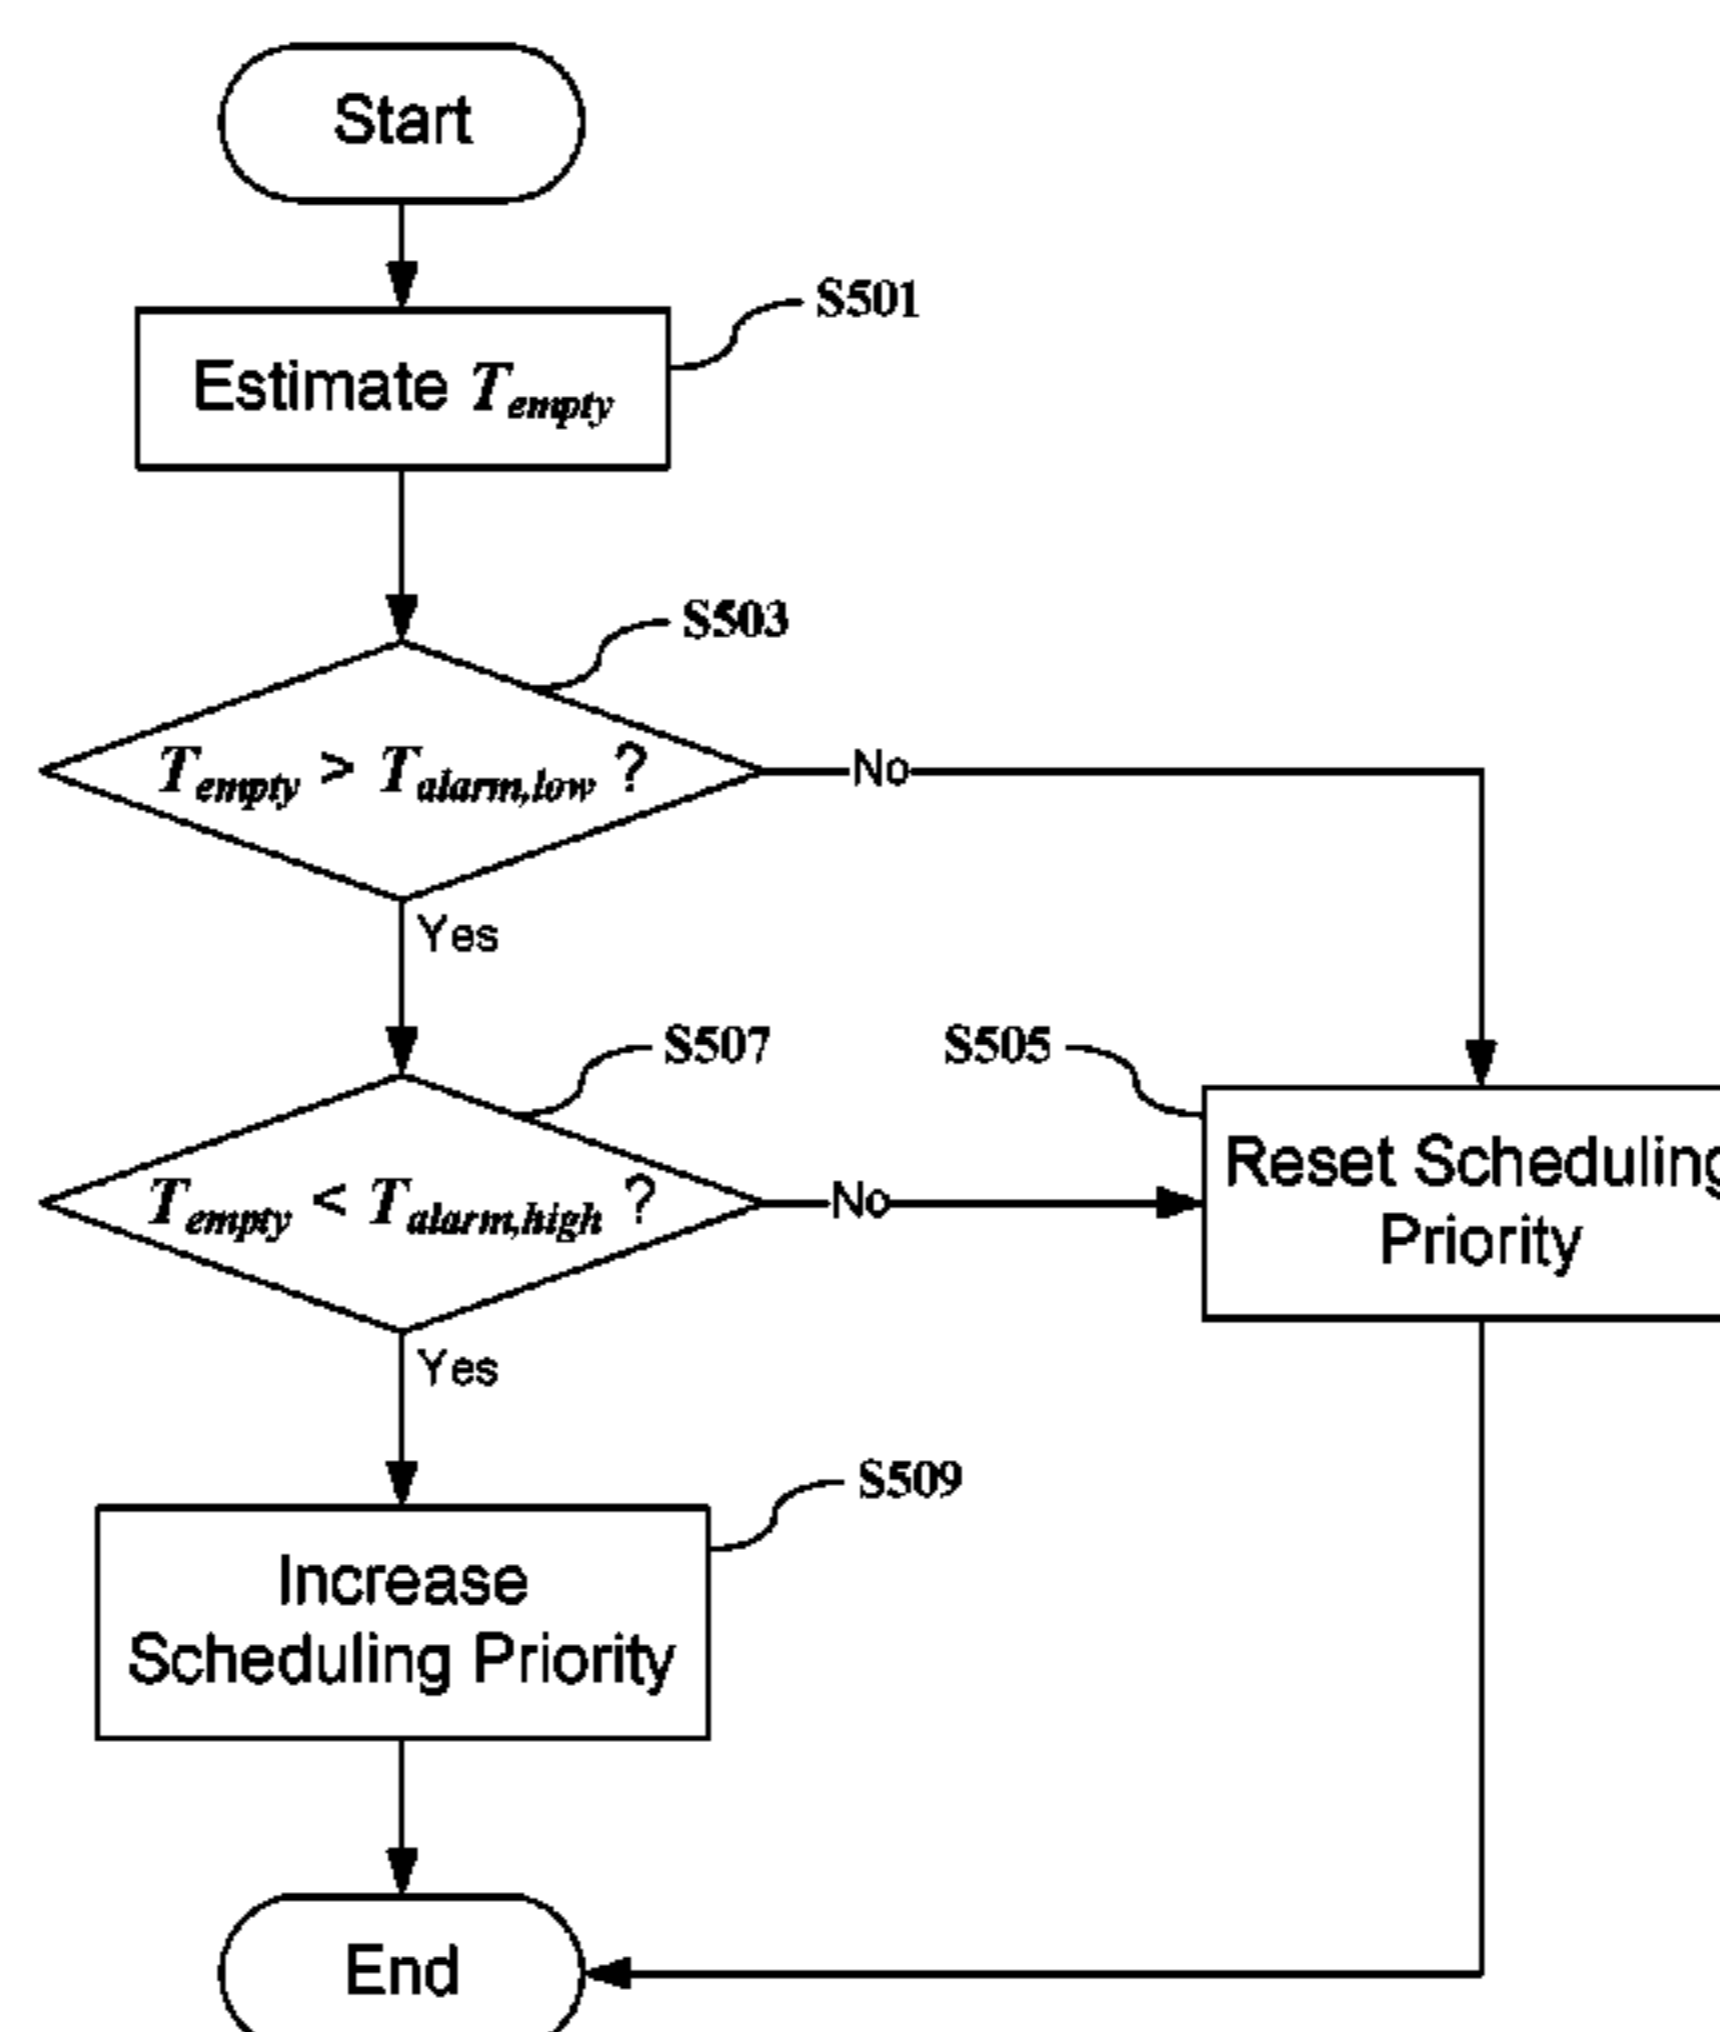 Start
S501
Estimate Tempty
S503
Tempty > Talarm,low ?
No
Yes
S507
S505
Tempty < Talarm,high ?
No
Reset Scheduling
Priority
Yes
S509
Increase
Scheduling Priority
End